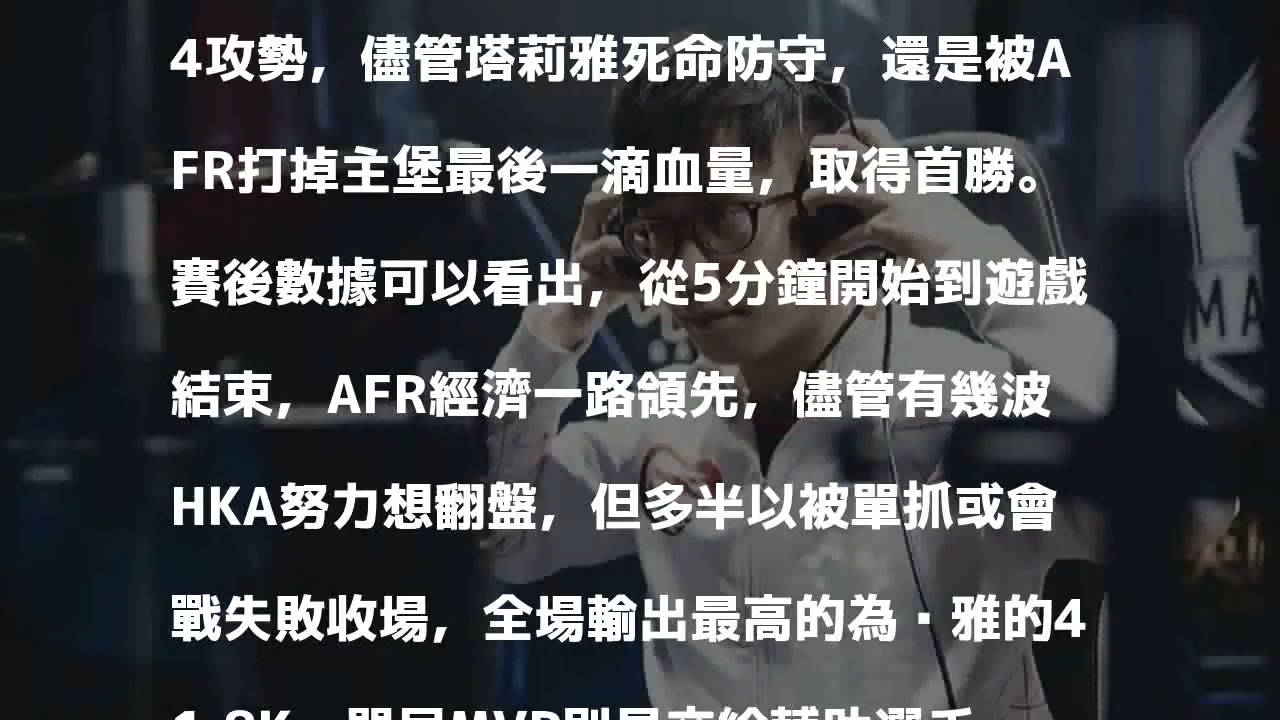 4攻勢，儘管塔莉雅死命防守，還是被A
FR打掉主堡最後一滴血量，取得首勝。
賽後數據可以看出，從5分鐘開始到遊戲
結束，AFR經濟一路領先，儘管有幾波
HKA努力想翻盤，但多半以被單抓或會
戰失敗收場，全場輸出最高的為·雅的4
MA